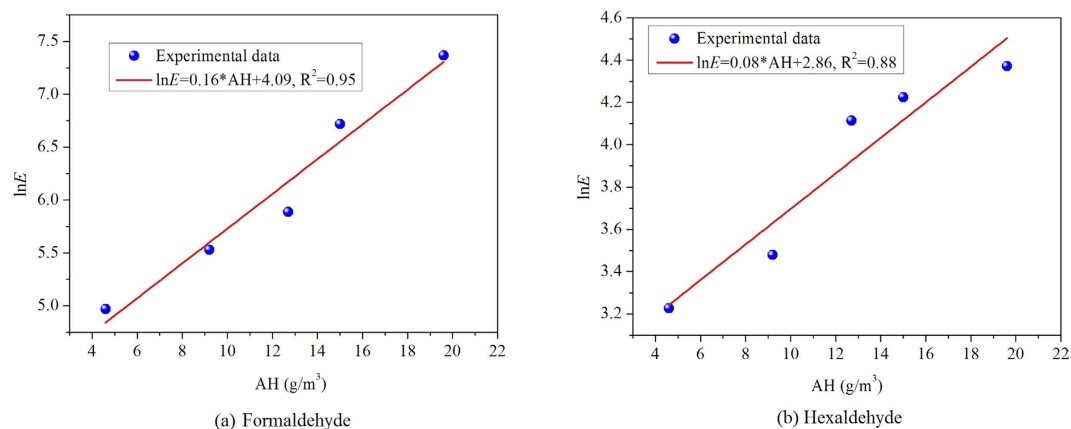 7.5
7.0
6.5
6.0
5.5
5.0
lnE
Experimental data
lnE=0.16*AH+4.09, R²=0.95
4 6 8 10 12 14 16 18 20 22
AH (g/m³)
(a) Formaldehyde
4.6
4.4
4.2
4.0
3.8
3.6
3.4
3.2
lnE
Experimental data
lnE=0.08*AH+2.86, R²=0.88
4 6 8 10 12 14 16 18 20 22
AH (g/m³)
(b) Hexaldehyde